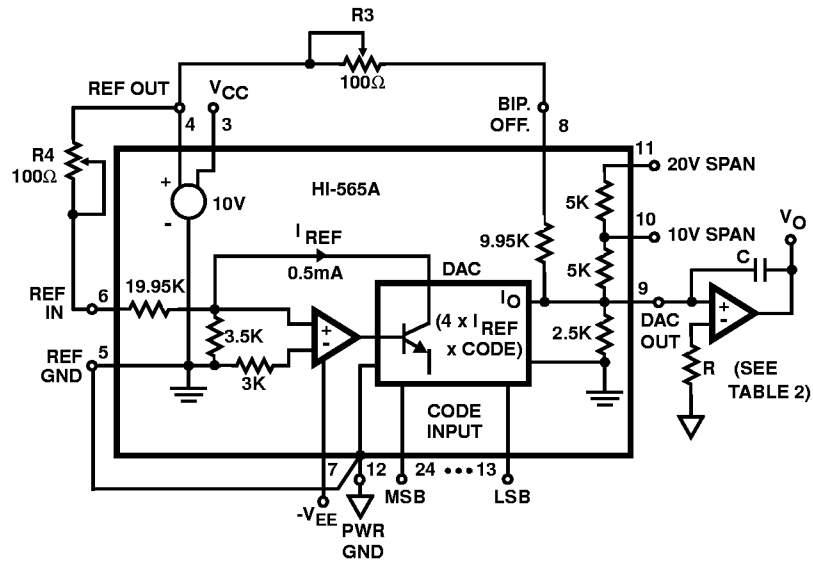 R3
100Ω
REF OUT
VCC
4
3
BIP.
OFF.
8
R4
100Ω
11
20V SPAN
+
-
10V
HI-565A
5K
10
10V SPAN
VO
9.95K
IREF
0.5mA
5K
C
19.95K
DAC
REF
IN
6
IO
9
DAC
OUT
+
-
(4 x IREF
x CODE)
3.5K
+
-
2.5K
REF
GND
5
3K
R
(SEE
TABLE 2)
CODE
INPUT
7
12
24
•••
13
-VEE
PWR
GND
MSB
LSB